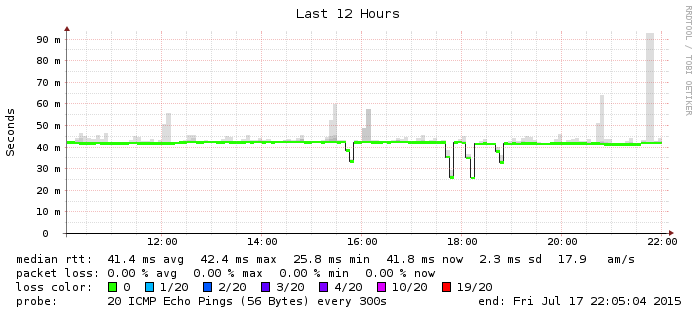 Last 12 Hours
RRDTOOL / TOBI OETIKER
Seconds
90 m
80 m
70 m
60 m
50 m
40 m
30 m
20 m
10 m
0
12:00 14:00 16:00 18:00 20:00 22:00
median rtt: 41.4 ms avg 42.4 ms max 25.8 ms min 41.8 ms now 2.3 ms sd 17.9 am/s
packet loss: 0.00 % avg 0.00 % max 0.00 % min 0.00 % now
loss color: 0 1/20 2/20 3/20 4/20 10/20 19/20
probe: 20 ICMP Echo Pings (56 Bytes) every 300s end: Fri Jul 17 22:05:04 2015